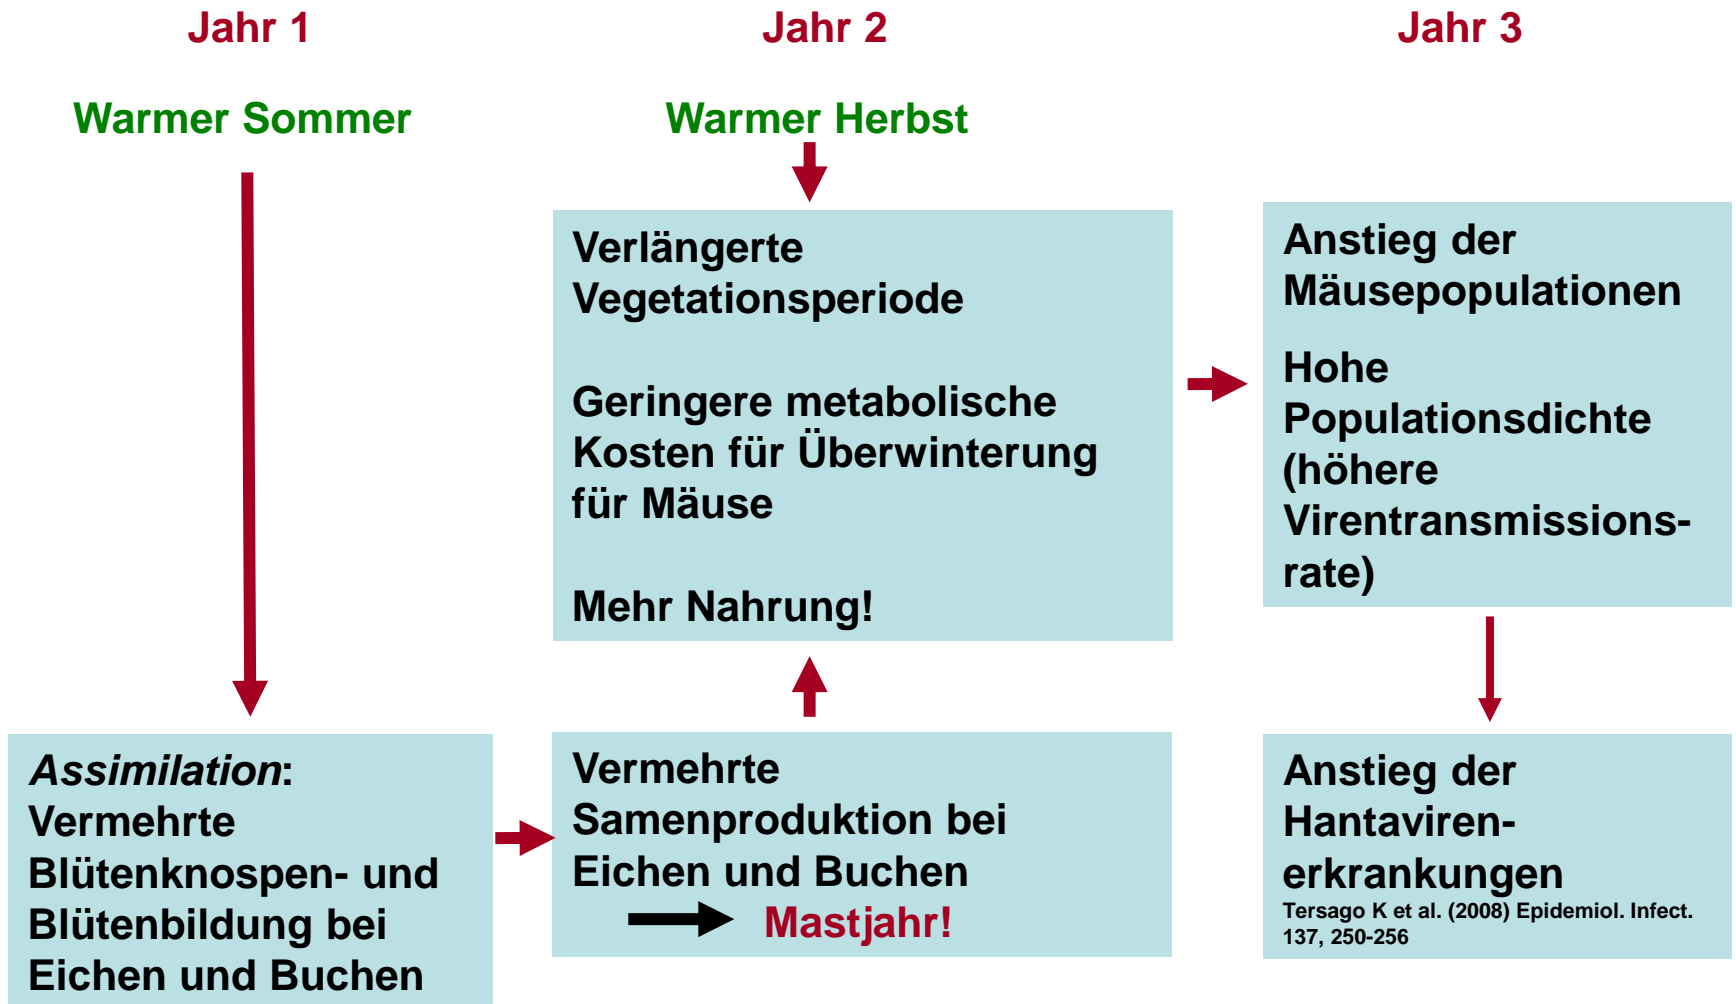 Jahr 1
Jahr 2
Jahr 3
Warmer Sommer
Warmer Herbst
Verlängerte
Vegetationsperiode
Geringere metabolische
Kosten für Überwinterung
für Mäuse
Mehr Nahrung!
Anstieg der
Mäusepopulationen
Hohe
Populationsdichte
(höhere
Virentransmissions-
rate)
Assimilation:
Vermehrte
Blütenknospen- und
Blütenbildung bei
Eichen und Buchen
Vermehrte
Samenproduktion bei
Eichen und Buchen
Mastjahr!
Anstieg der
Hantaviren-
erkrankungen
Tersago K et al. (2008) Epidemiol. Infect.
137, 250-256